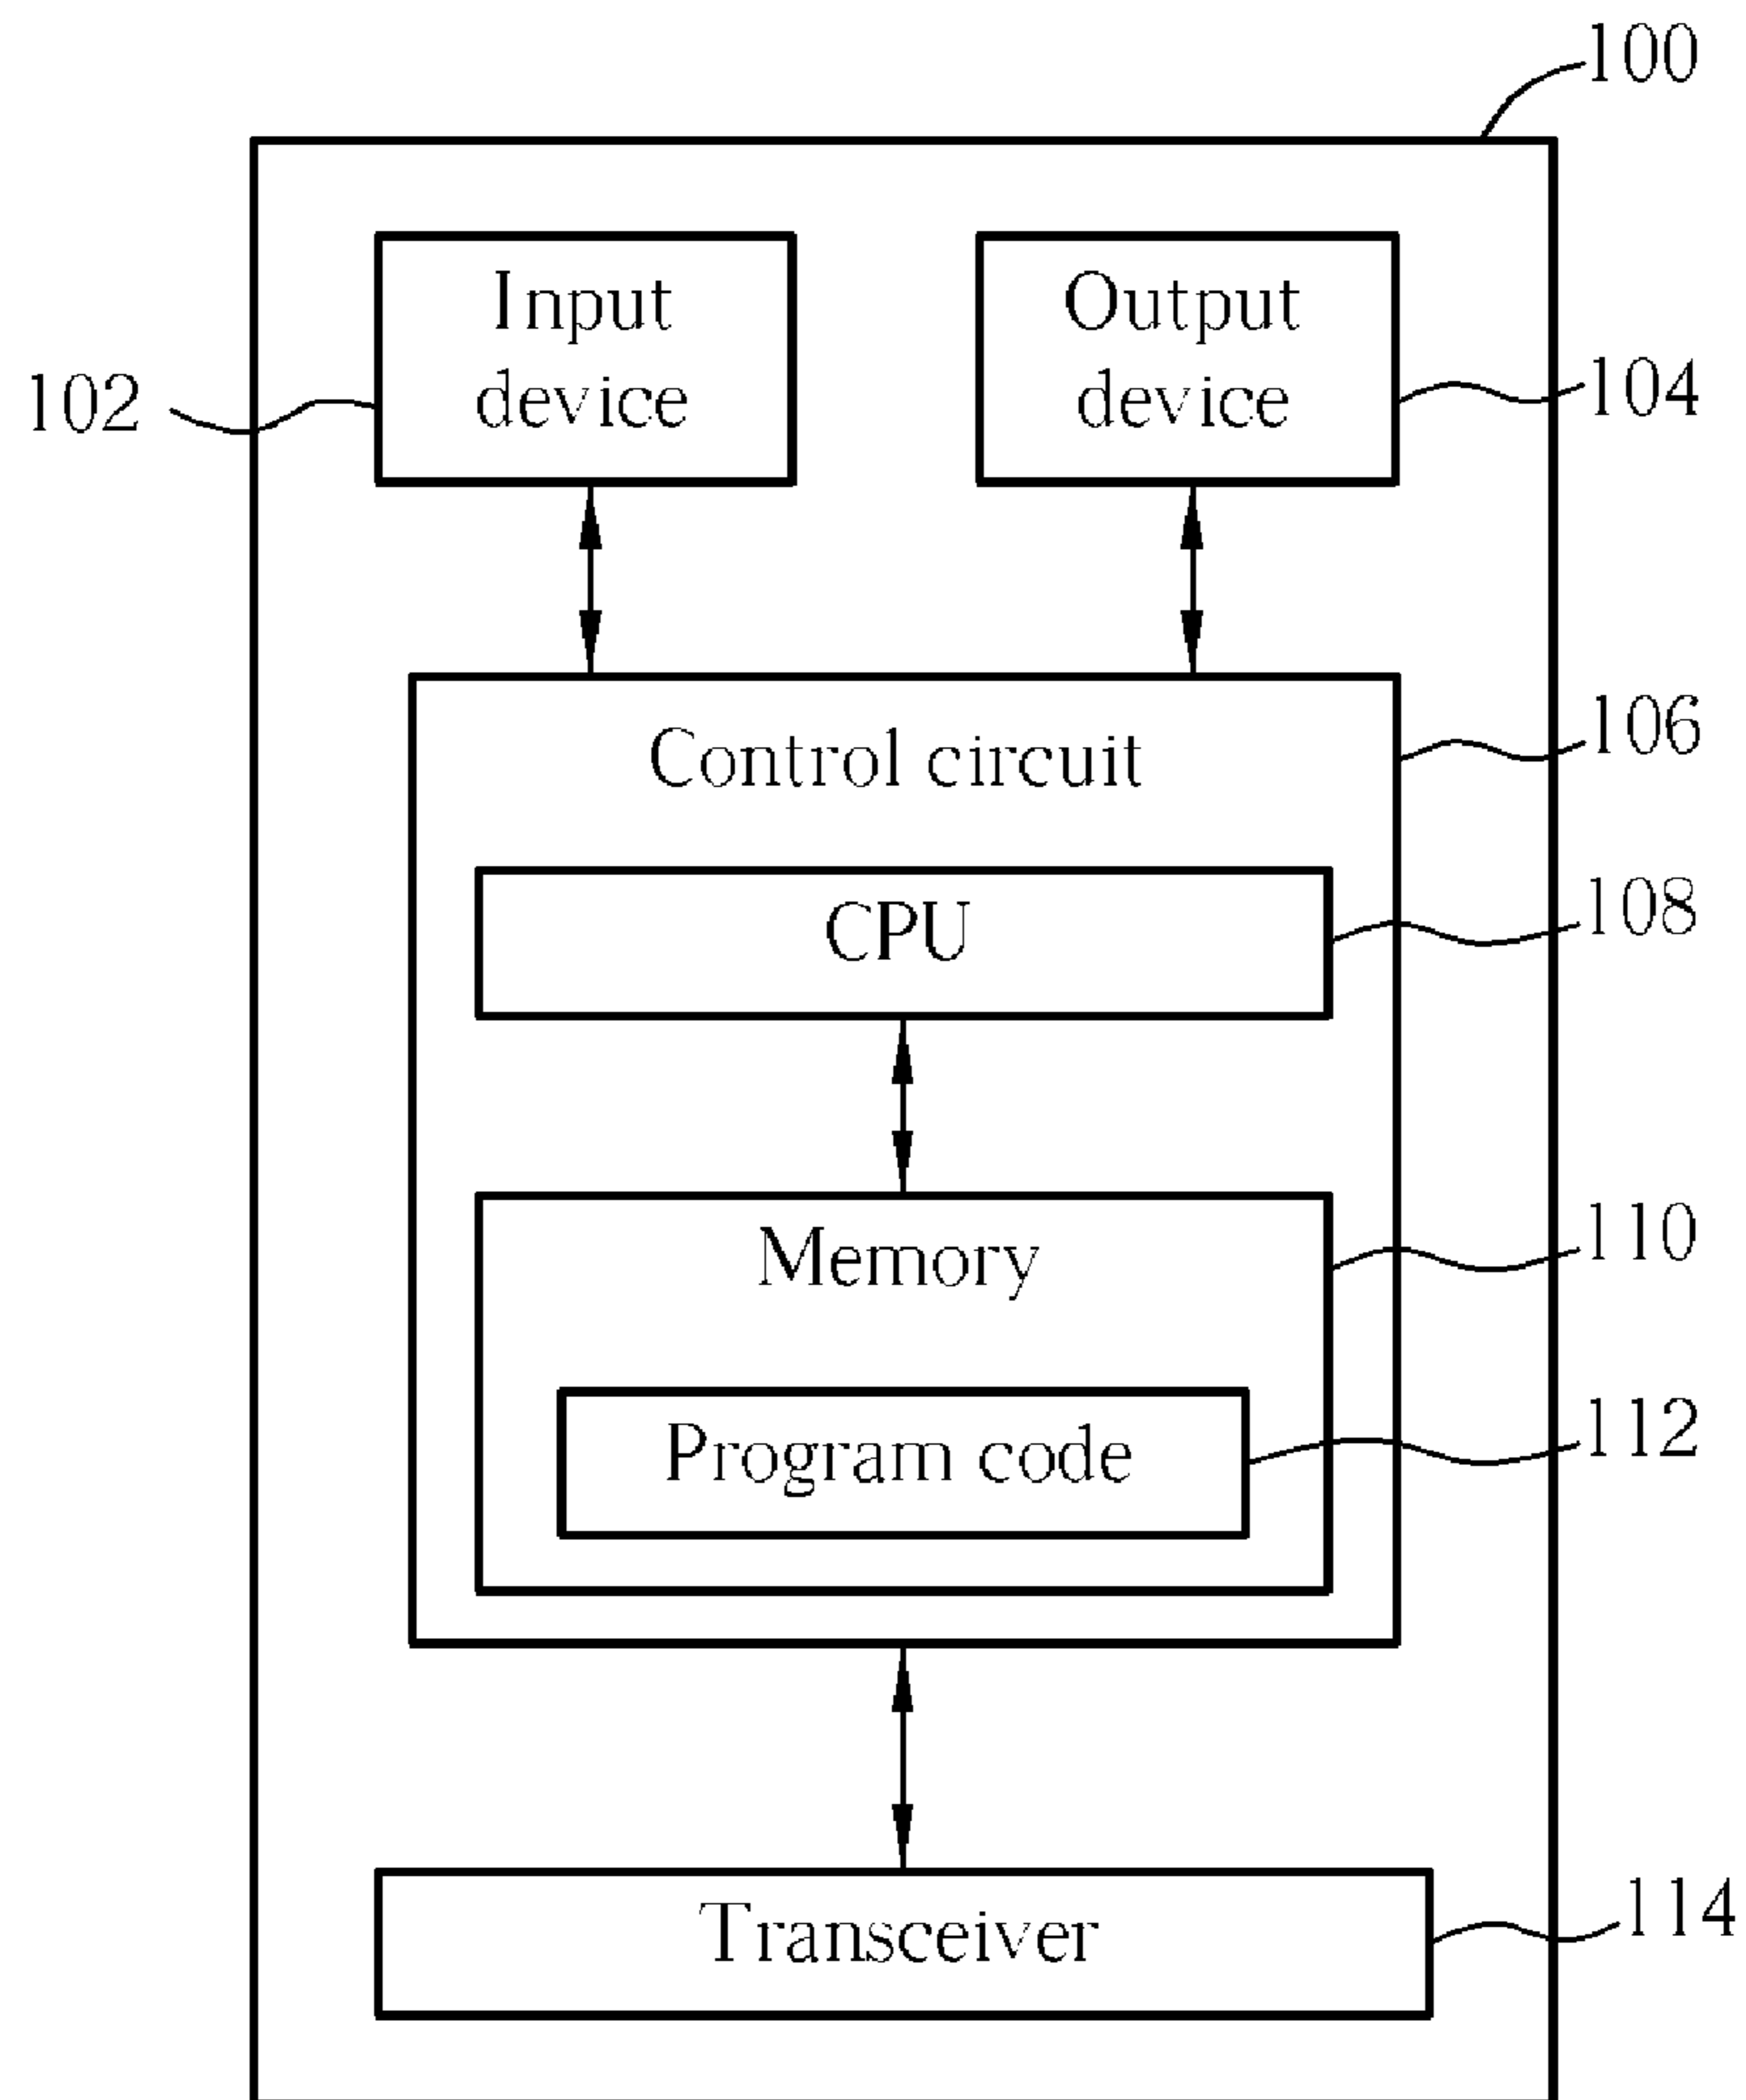 100
Input
device
Output
device
102
104
Control circuit
106
CPU
108
Memory
110
Program code
112
Transceiver
114